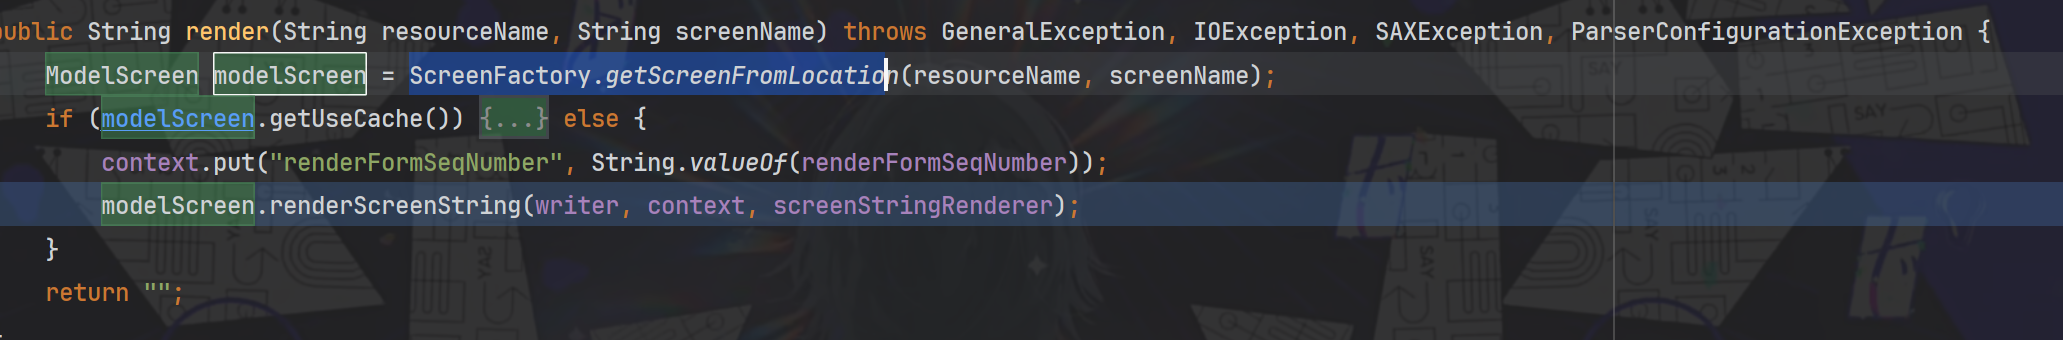 public String render(String resourceName, String screenName) throws GeneralException, IOException, SAXException, ParserConfigurationException {
ModelScreen modelScreen = ScreenFactory.getScreenFromLocation(resourceName, screenName);
if (modelScreen.getUseCache()) {...} else {
context.put("renderFormSeqNumber", String.valueOf(renderFormSeqNumber));
modelScreen.renderScreenString(writer, context, screenStringRenderer);
}
return "";